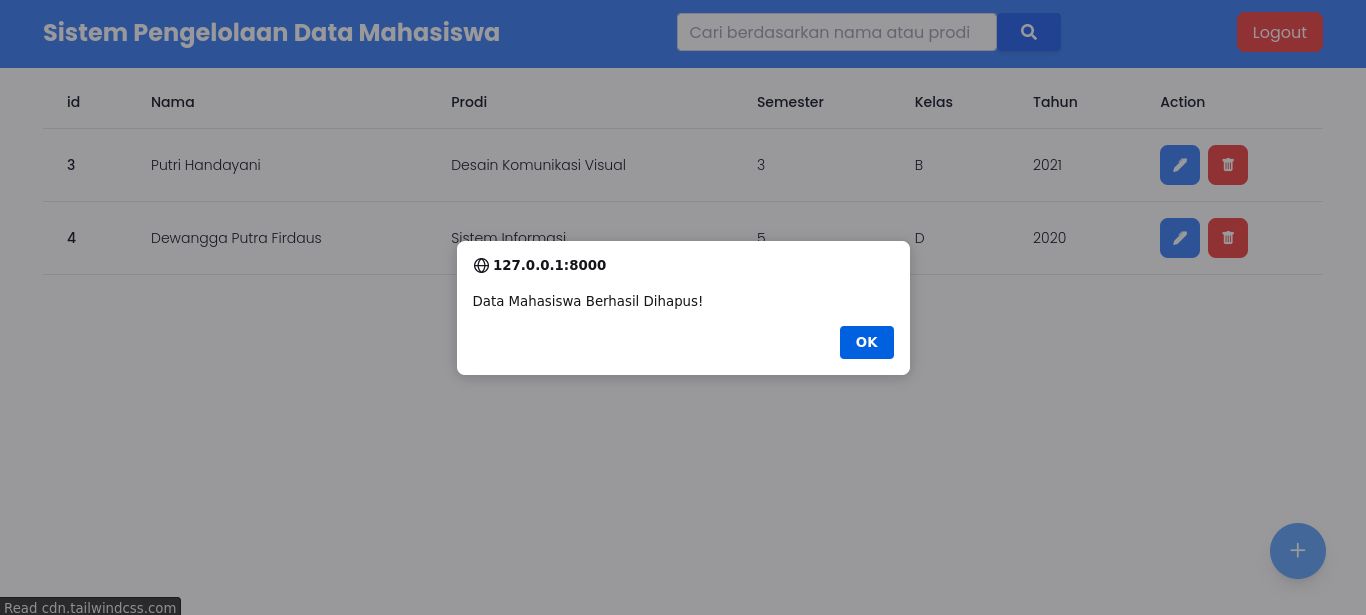 Sistem Pengelolaan Data Mahasiswa Cari berdasarkan nama atau prodi Logout
id Nama Prodi Semester Kelas Tahun Action
3 Putri Handayani Desain Komunikasi Visual 3 B 2021
4 Dewangga Putra Firdaus Sistem Informasi 5 D 2020
127.0.0.1:8000
Data Mahasiswa Berhasil Dihapus!
OK
+
Read cdn.tailwindcss.com